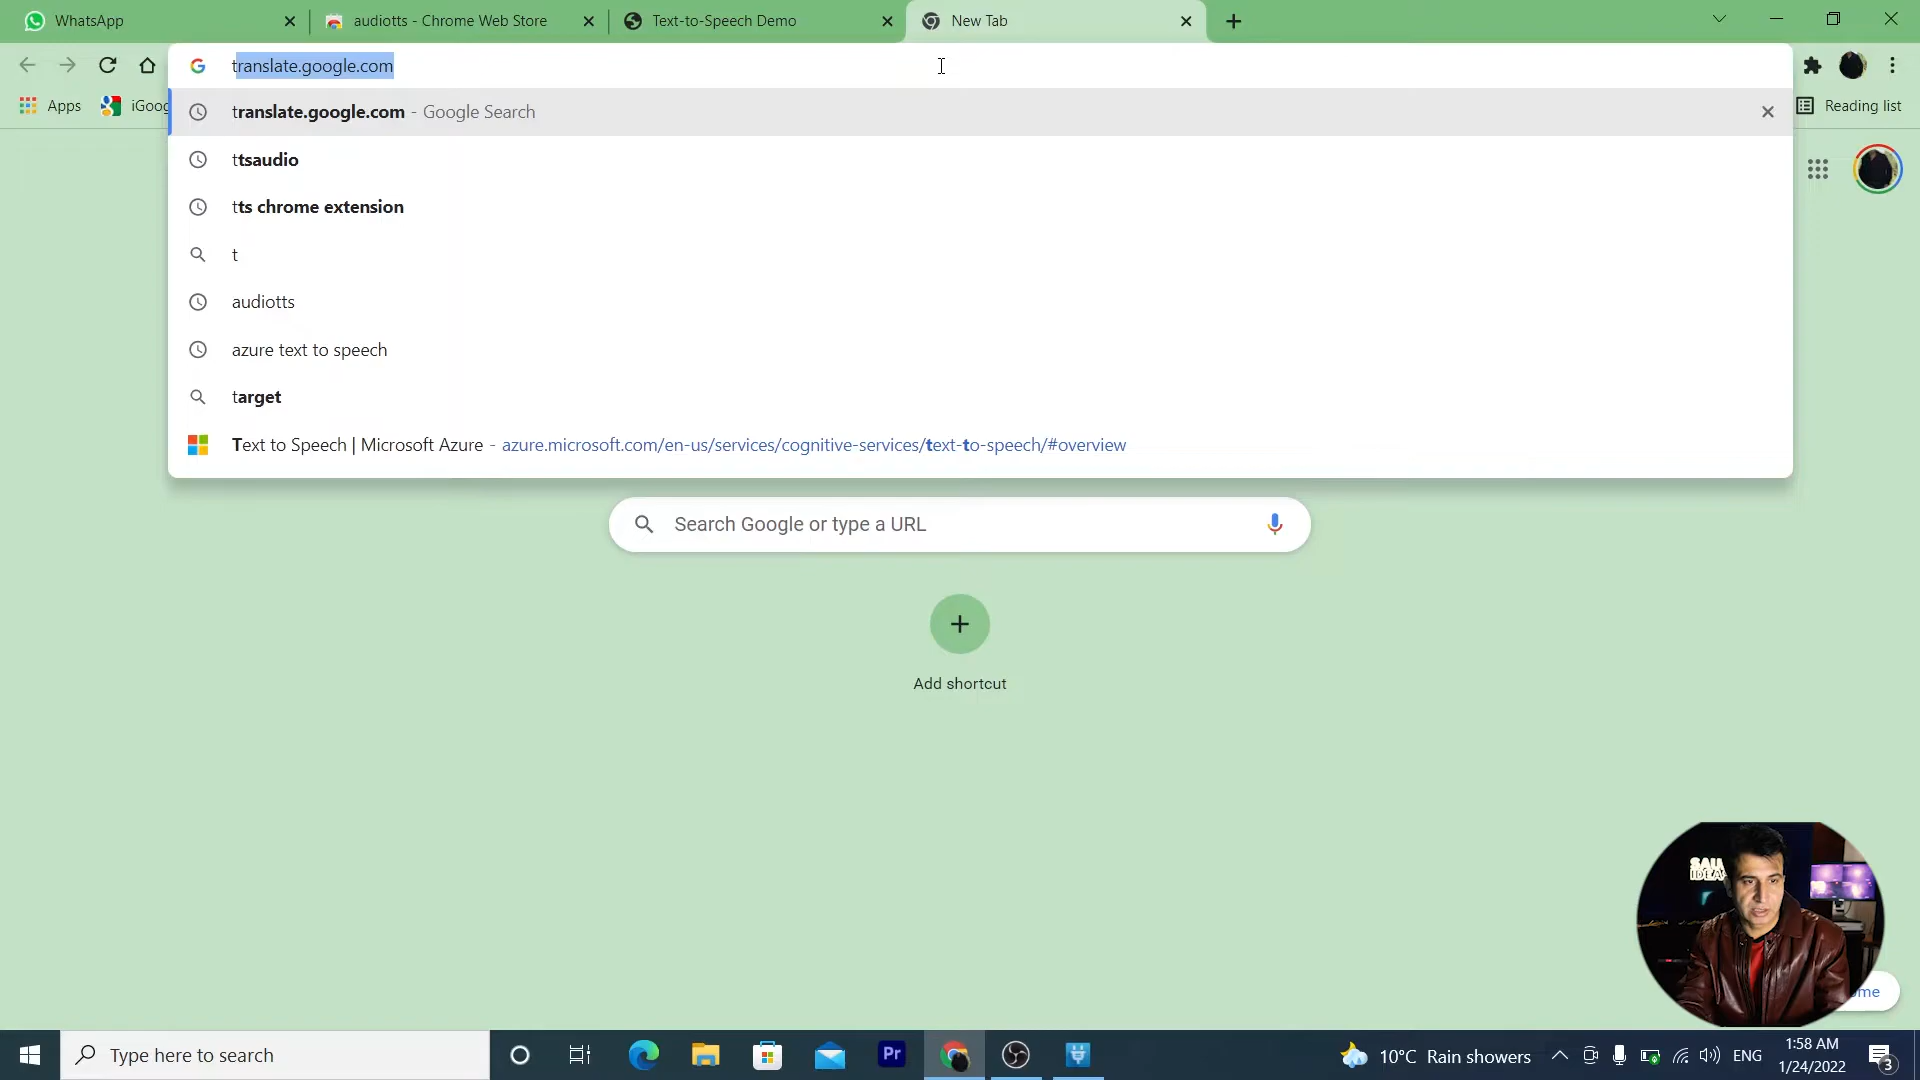 WhatsApp
audiotts - Chrome Web Store
Text-to-Speech Demo
New Tab
translate.google.com
Apps
iGoog
Reading list
translate.google.com - Google Search
ttsaudio
tts chrome extension
t
audiotts
azure text to speech
target
Text to Speech | Microsoft Azure - azure.microsoft.com/en-us/services/cognitive-services/text-to-speech/#overview
Search Google or type a URL
Add shortcut
Type here to search
Pr
10°C Rain showers
ENG
1:58 AM
1/24/2022
3